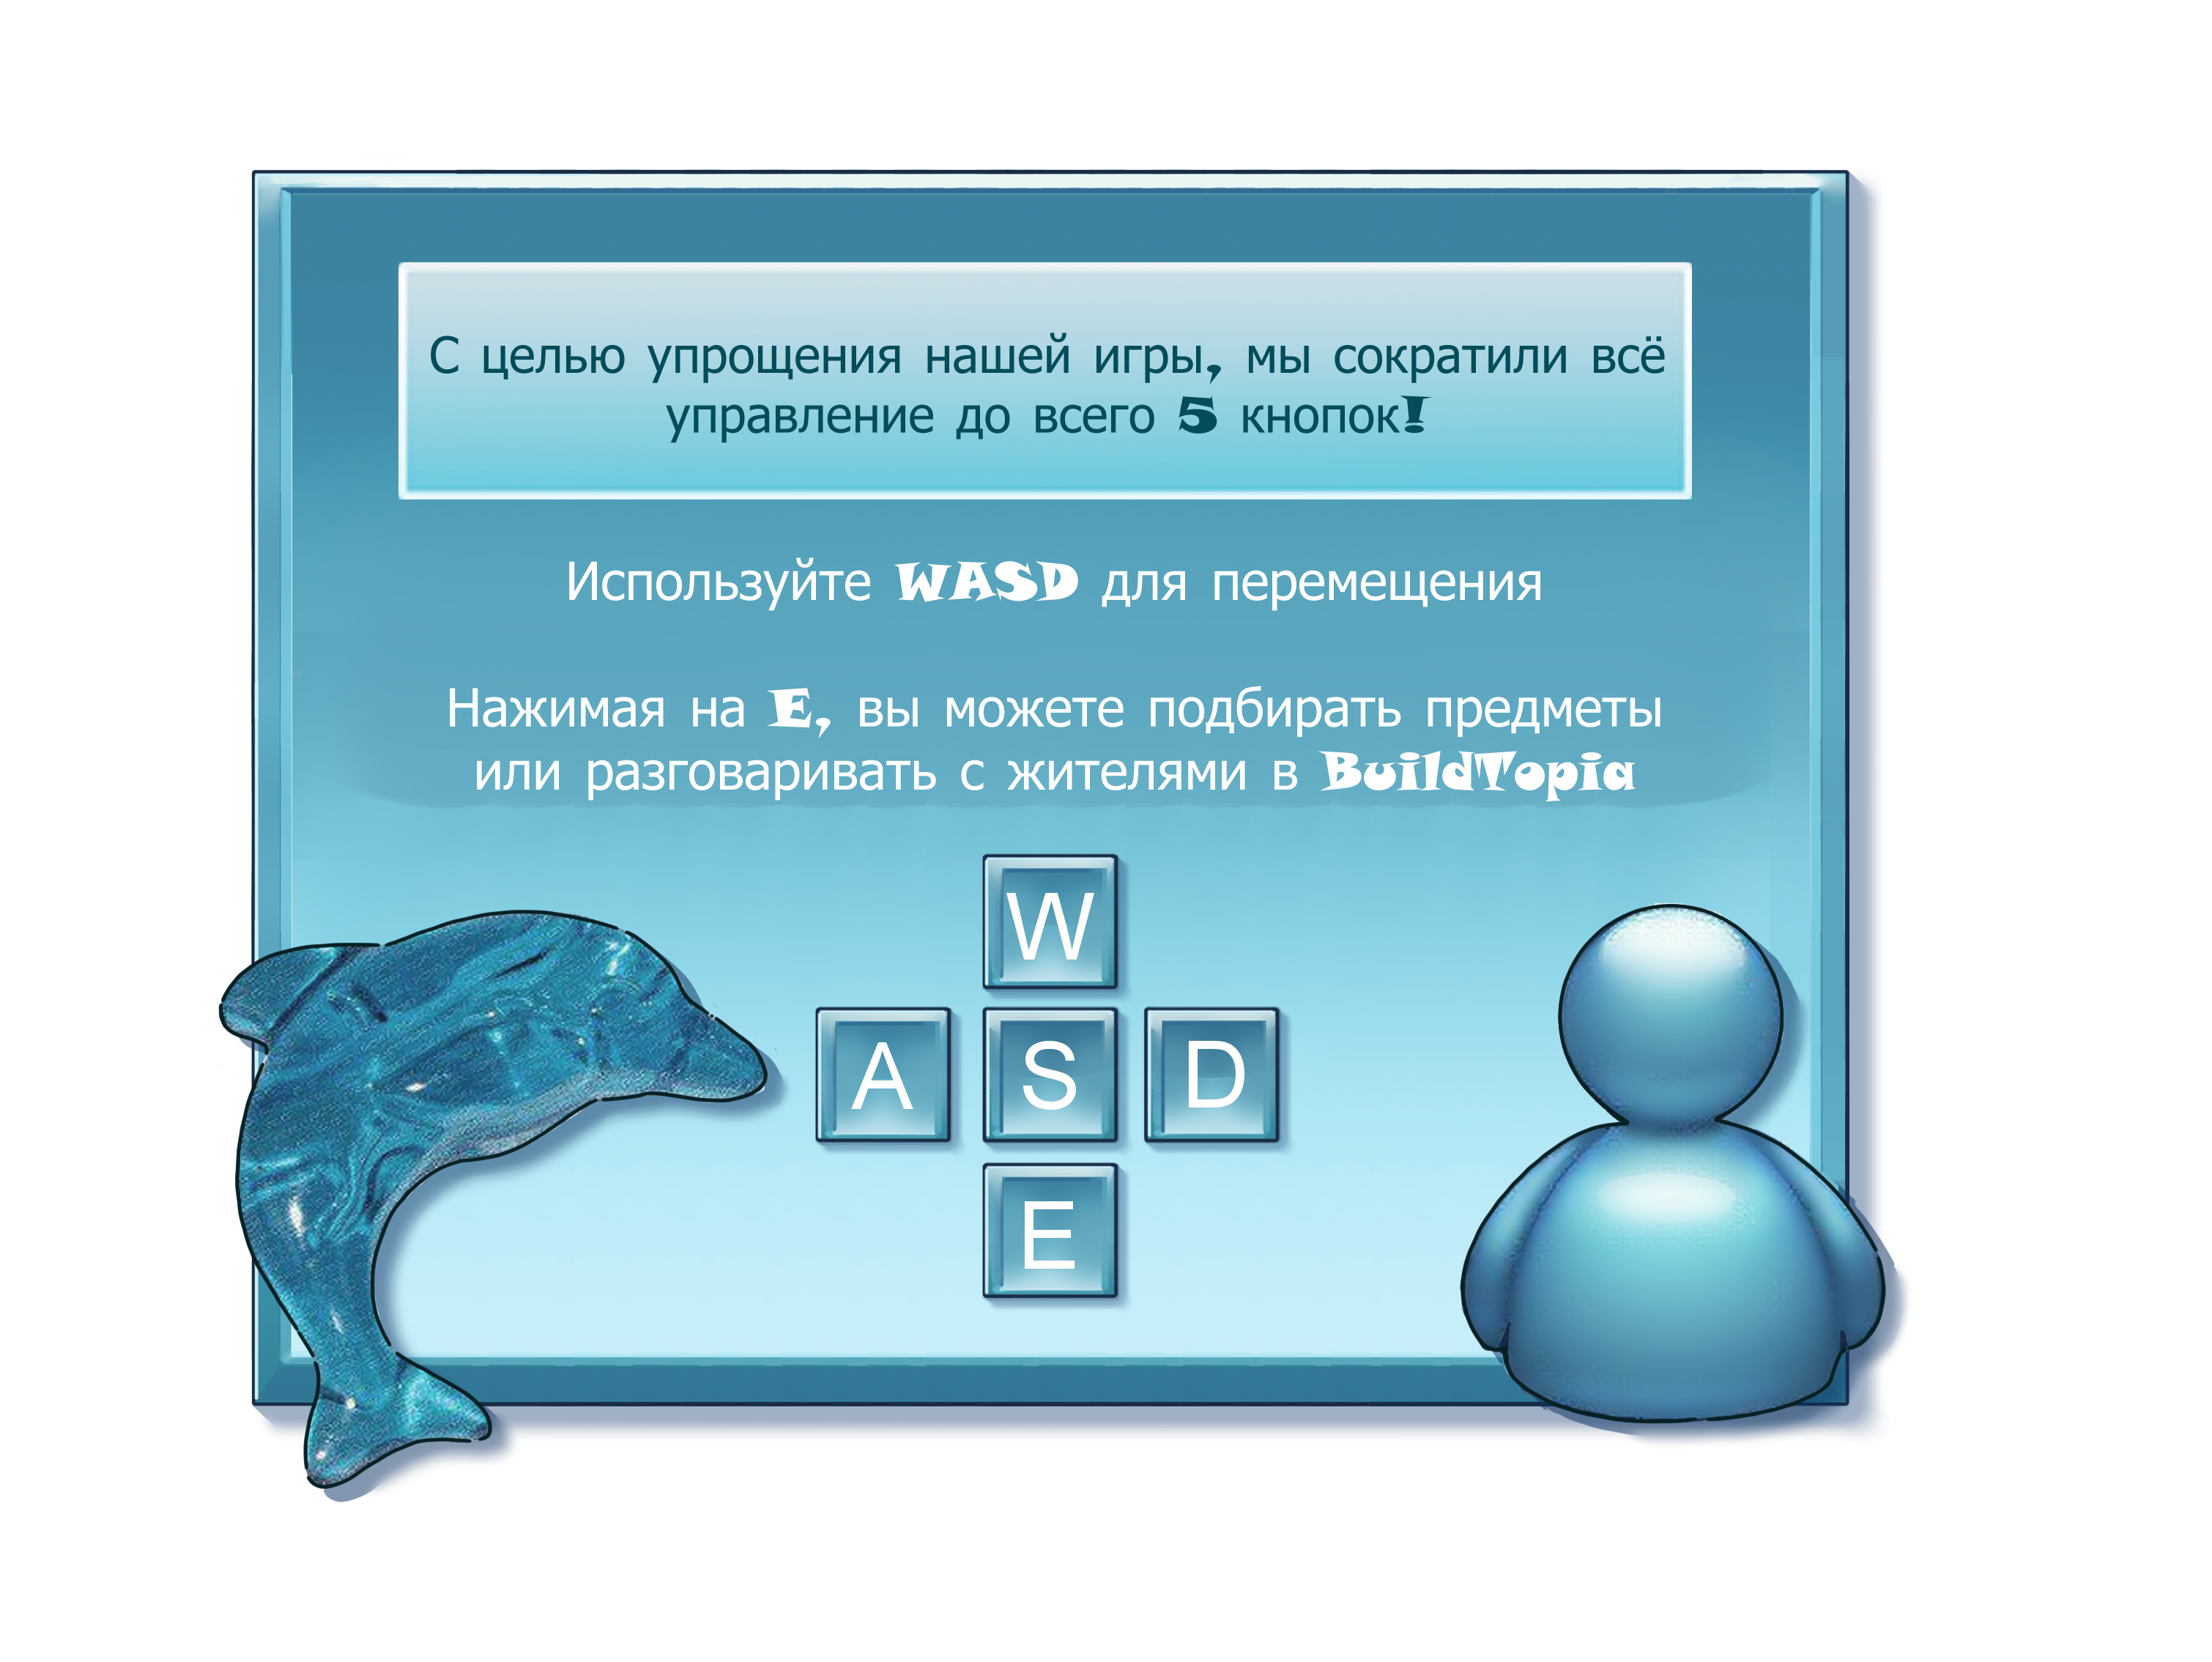 С целью упрощения нашей игры, мы сократили всё
управление до всего 5 кнопок!
Используйте WASD для перемещения
Нажимая на E, вы можете подбирать предметы
или разговаривать с жителями в BuildTopia
W
A S D
E